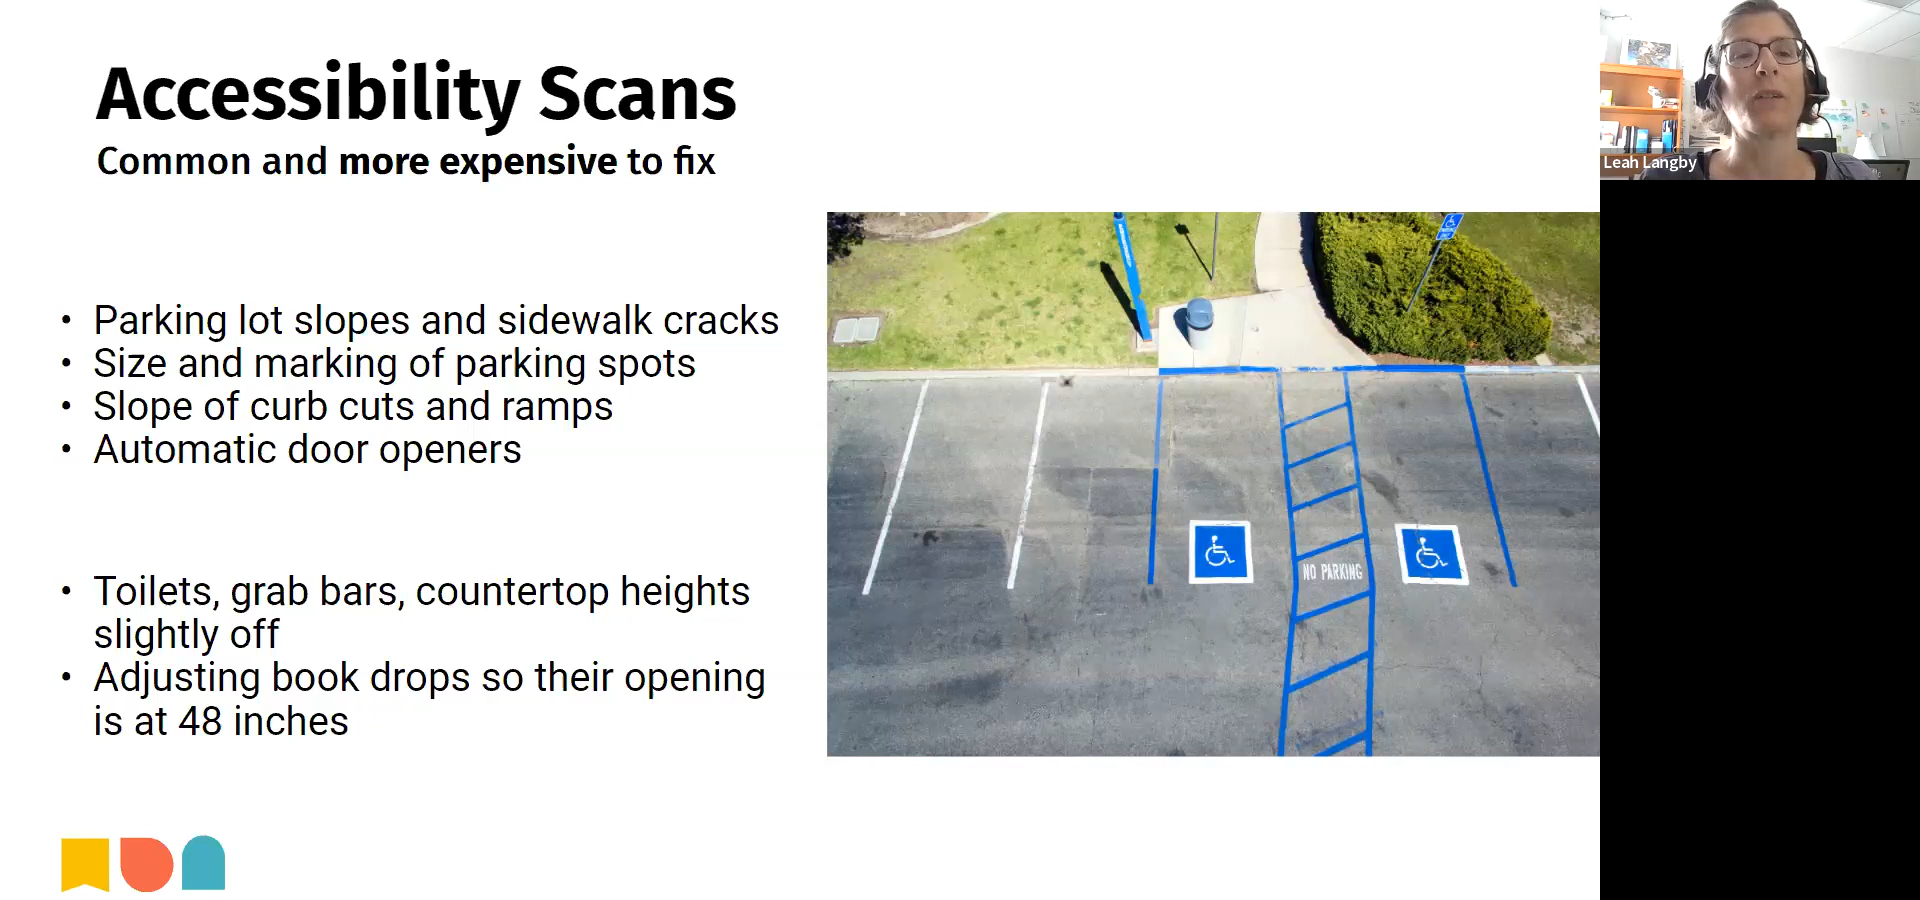 Accessibility Scans
Common and more expensive to fix
• Parking lot slopes and sidewalk cracks
• Size and marking of parking spots
• Slope of curb cuts and ramps
• Automatic door openers
• Toilets, grab bars, countertop heights
slightly off
• Adjusting book drops so their opening
is at 48 inches
NO PARKING
Leah Langby